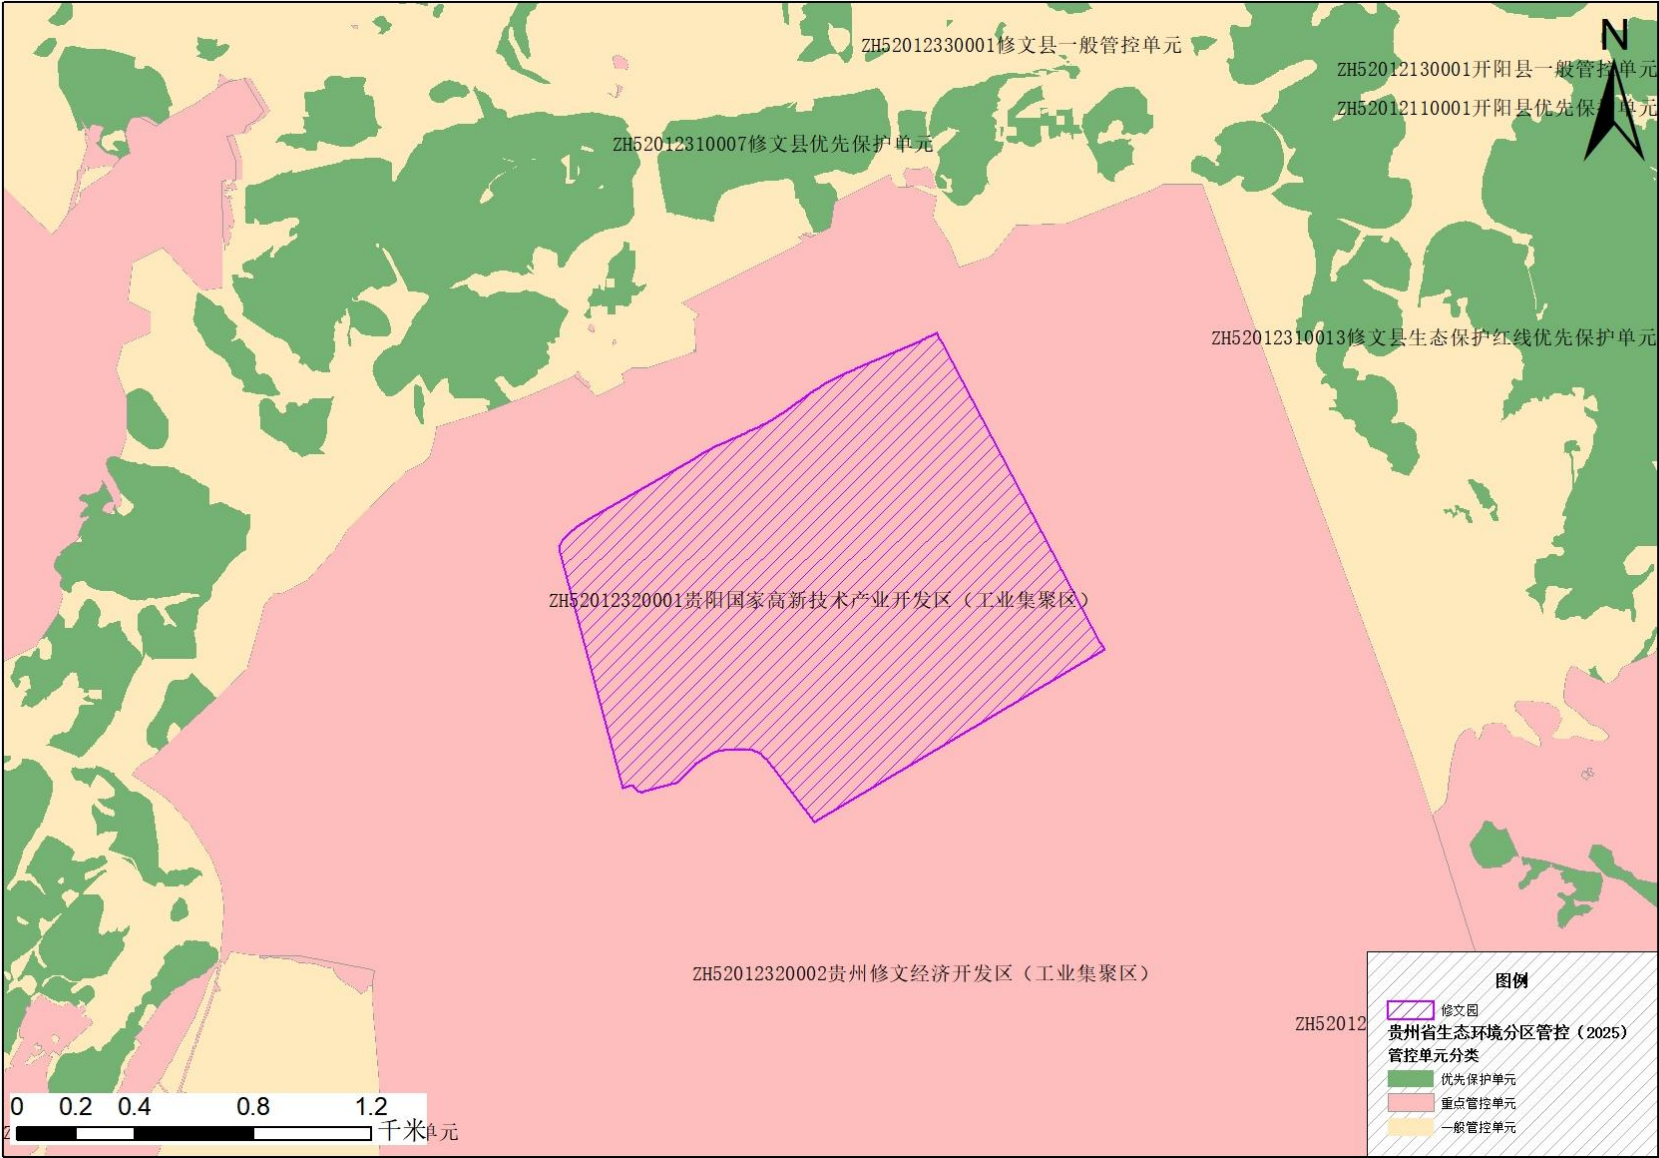 ZH52012330001修文县一般管控单元
N
ZH52012130001开阳县一般管控单元
ZH52012110001开阳县优先保护单元
ZH52012310007修文县优先保护单元
ZH52012310013修文县生态保护红线优先保护单元
ZH52012320001贵阳国家高新技术产业开发区（工业集聚区）
ZH52012320002贵州修文经济开发区（工业集聚区）
ZH52012
图例
修文园
贵州省生态环境分区管控（2025）
管控单元分类
优先保护单元
重点管控单元
一般管控单元
0 0.2 0.4 0.8 1.2
千米
单元